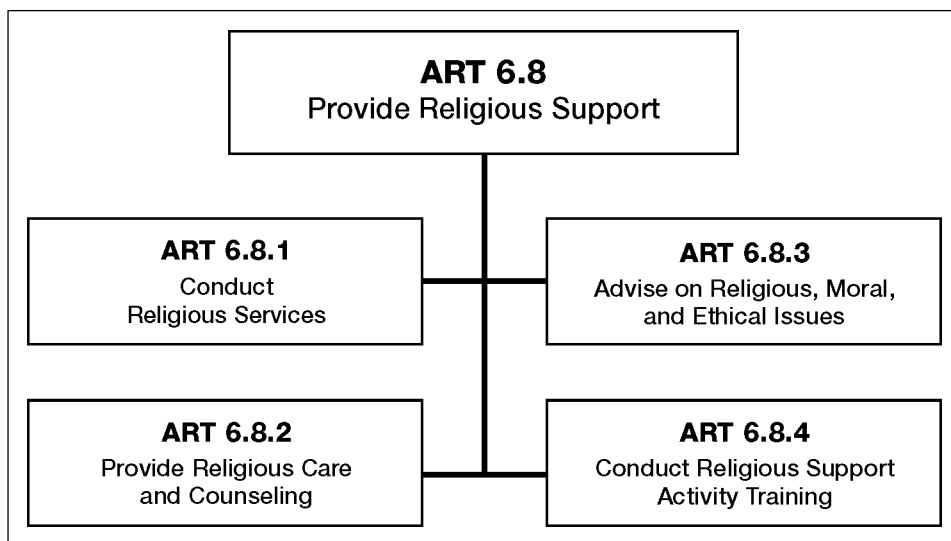 ART 6.8
Provide Religious Support
ART 6.8.1
Conduct
Religious Services
ART 6.8.2
Provide Religious Care
and Counseling
ART 6.8.3
Advise on Religious, Moral,
and Ethical Issues
ART 6.8.4
Conduct Religious Support
Activity Training